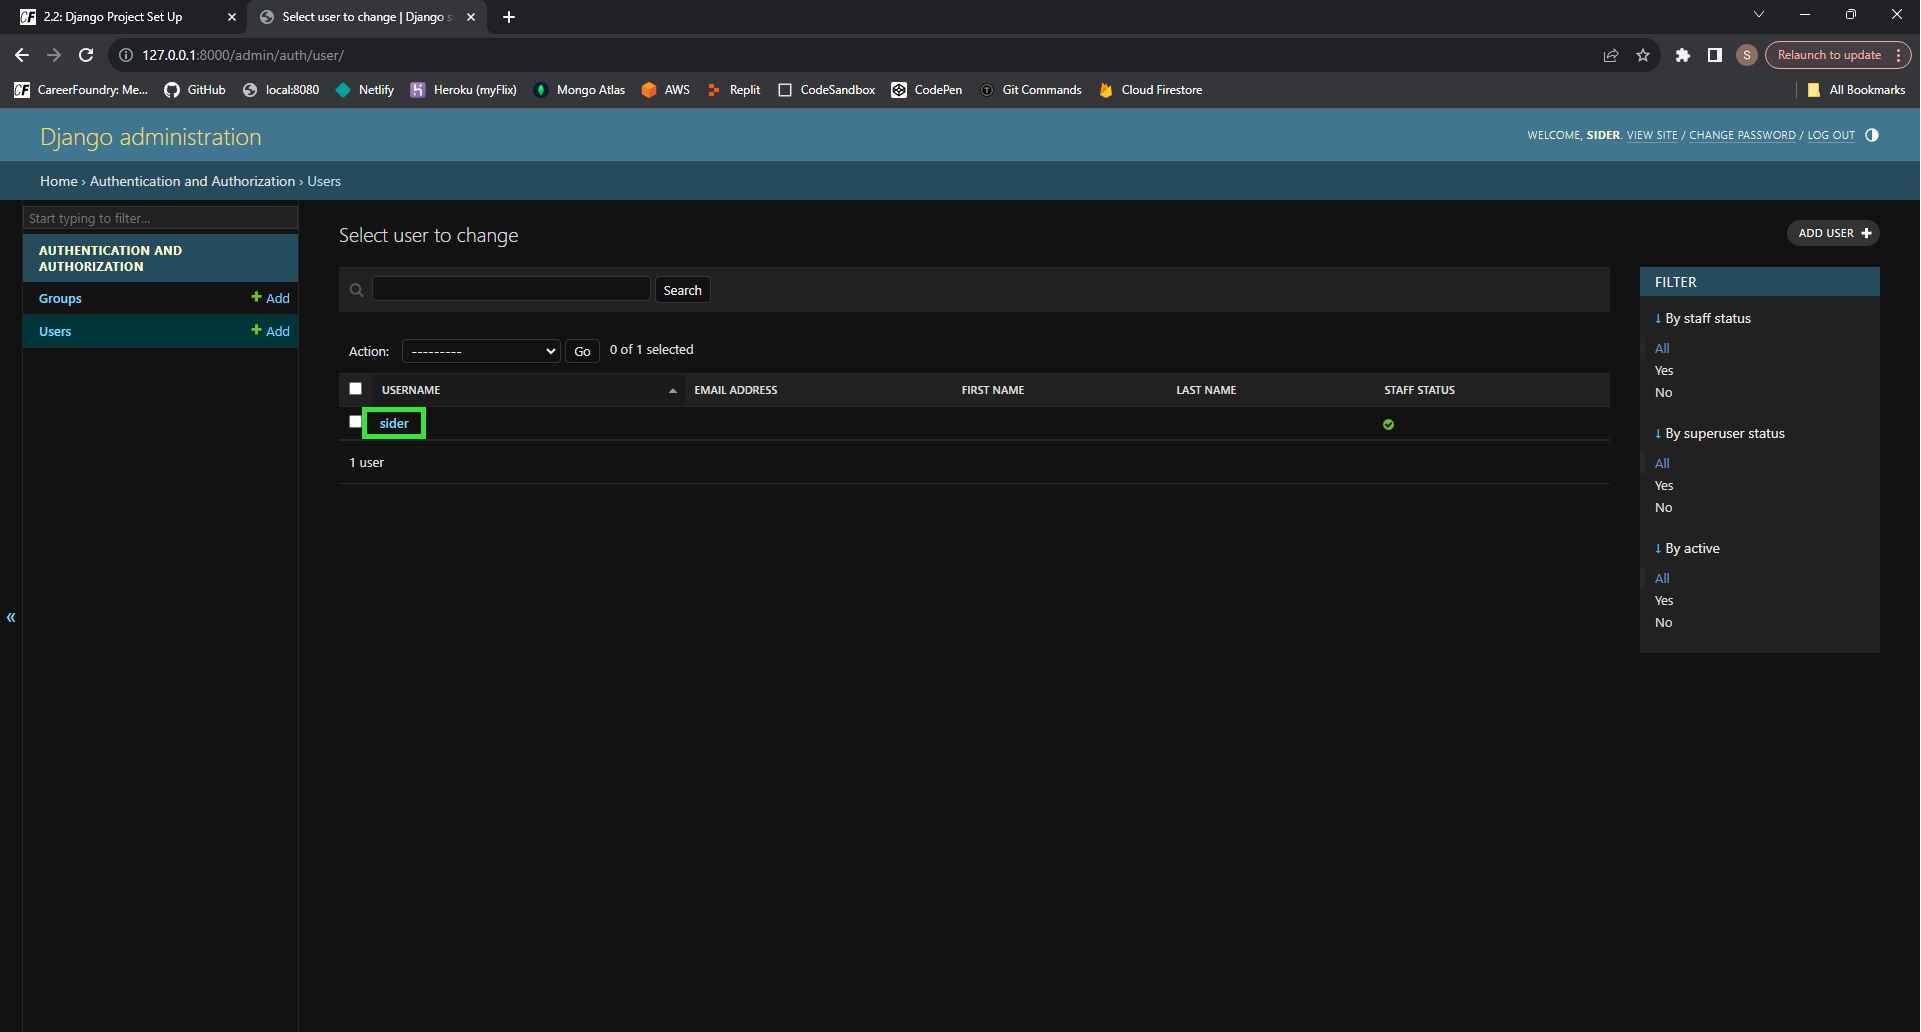 2.2: Django Project Set Up
Select user to change | Django s
127.0.0.1:8000/admin/auth/user/
S
Relaunch to update
CF CareerFoundry: Me...
GitHub
local:8080
Netlify
Heroku (myFlix)
Mongo Atlas
AWS
Replit
CodeSandbox
CodePen
Git Commands
Cloud Firestore
All Bookmarks
Django administration
WELCOME, SIDER. VIEW SITE / CHANGE PASSWORD / LOG OUT
Home › Authentication and Authorization › Users
Start typing to filter...
AUTHENTICATION AND
AUTHORIZATION
Groups
+ Add
Users
+ Add
Select user to change
ADD USER +
Search
Action:
---------
Go
0 of 1 selected
USERNAME
EMAIL ADDRESS
FIRST NAME
LAST NAME
STAFF STATUS
sider
1 user
FILTER
↓ By staff status
All
Yes
No
↓ By superuser status
All
Yes
No
↓ By active
All
Yes
No
«